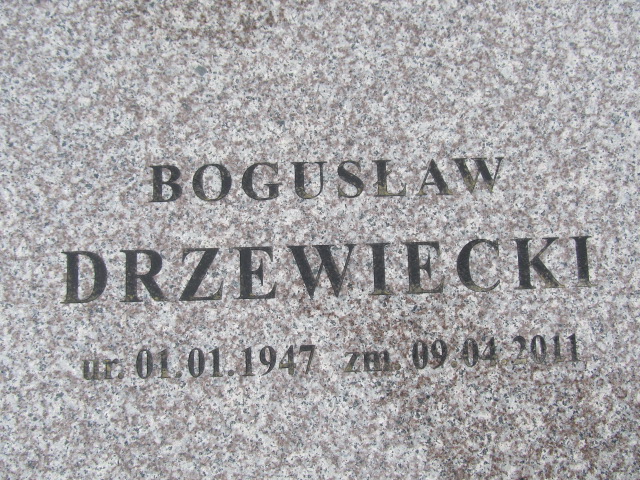 BOGUSŁAW
DRZEWIECKI
ur. 01.01.1947 zm. 09.04.2011